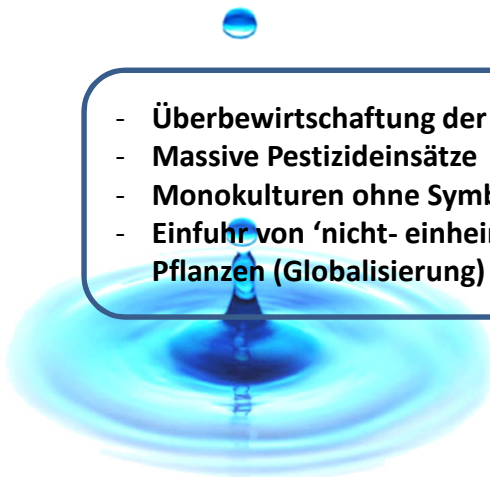 - Überbewirtschaftung der
- Massive Pestizideinsätze
- Monokulturen ohne
- Einfuhr von ‘nicht-
Pflanzen (Globalisierung)